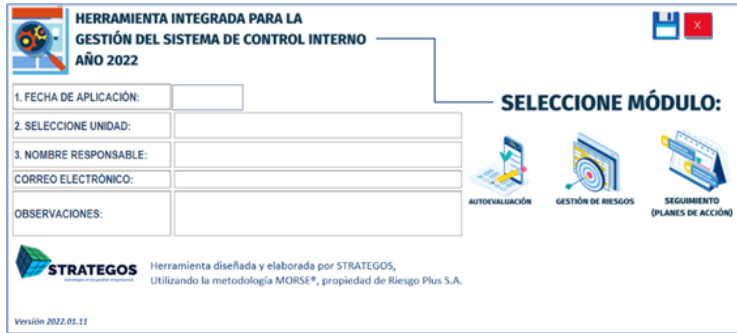 HERRAMIENTA INTEGRADA PARA LA
GESTIÓN DEL SISTEMA DE CONTROL INTERNO
AÑO 2022
X
1. FECHA DE APLICACIÓN:
2. SELECCIONE UNIDAD:
3. NOMBRE RESPONSABLE:
CORREO ELECTRÓNICO:
OBSERVACIONES:
SELECCIONE MÓDULO:
AUTOEVALUACIÓN
GESTIÓN DE RIESGOS
SEGUIMIENTO
(PLANES DE ACCIÓN)
STRATEGOS
Herramienta diseñada y elaborada por STRATEGOS,
Utilizando la metodología MORSE®, propiedad de Riesgo Plus S.A.
Versión 2022.01.11